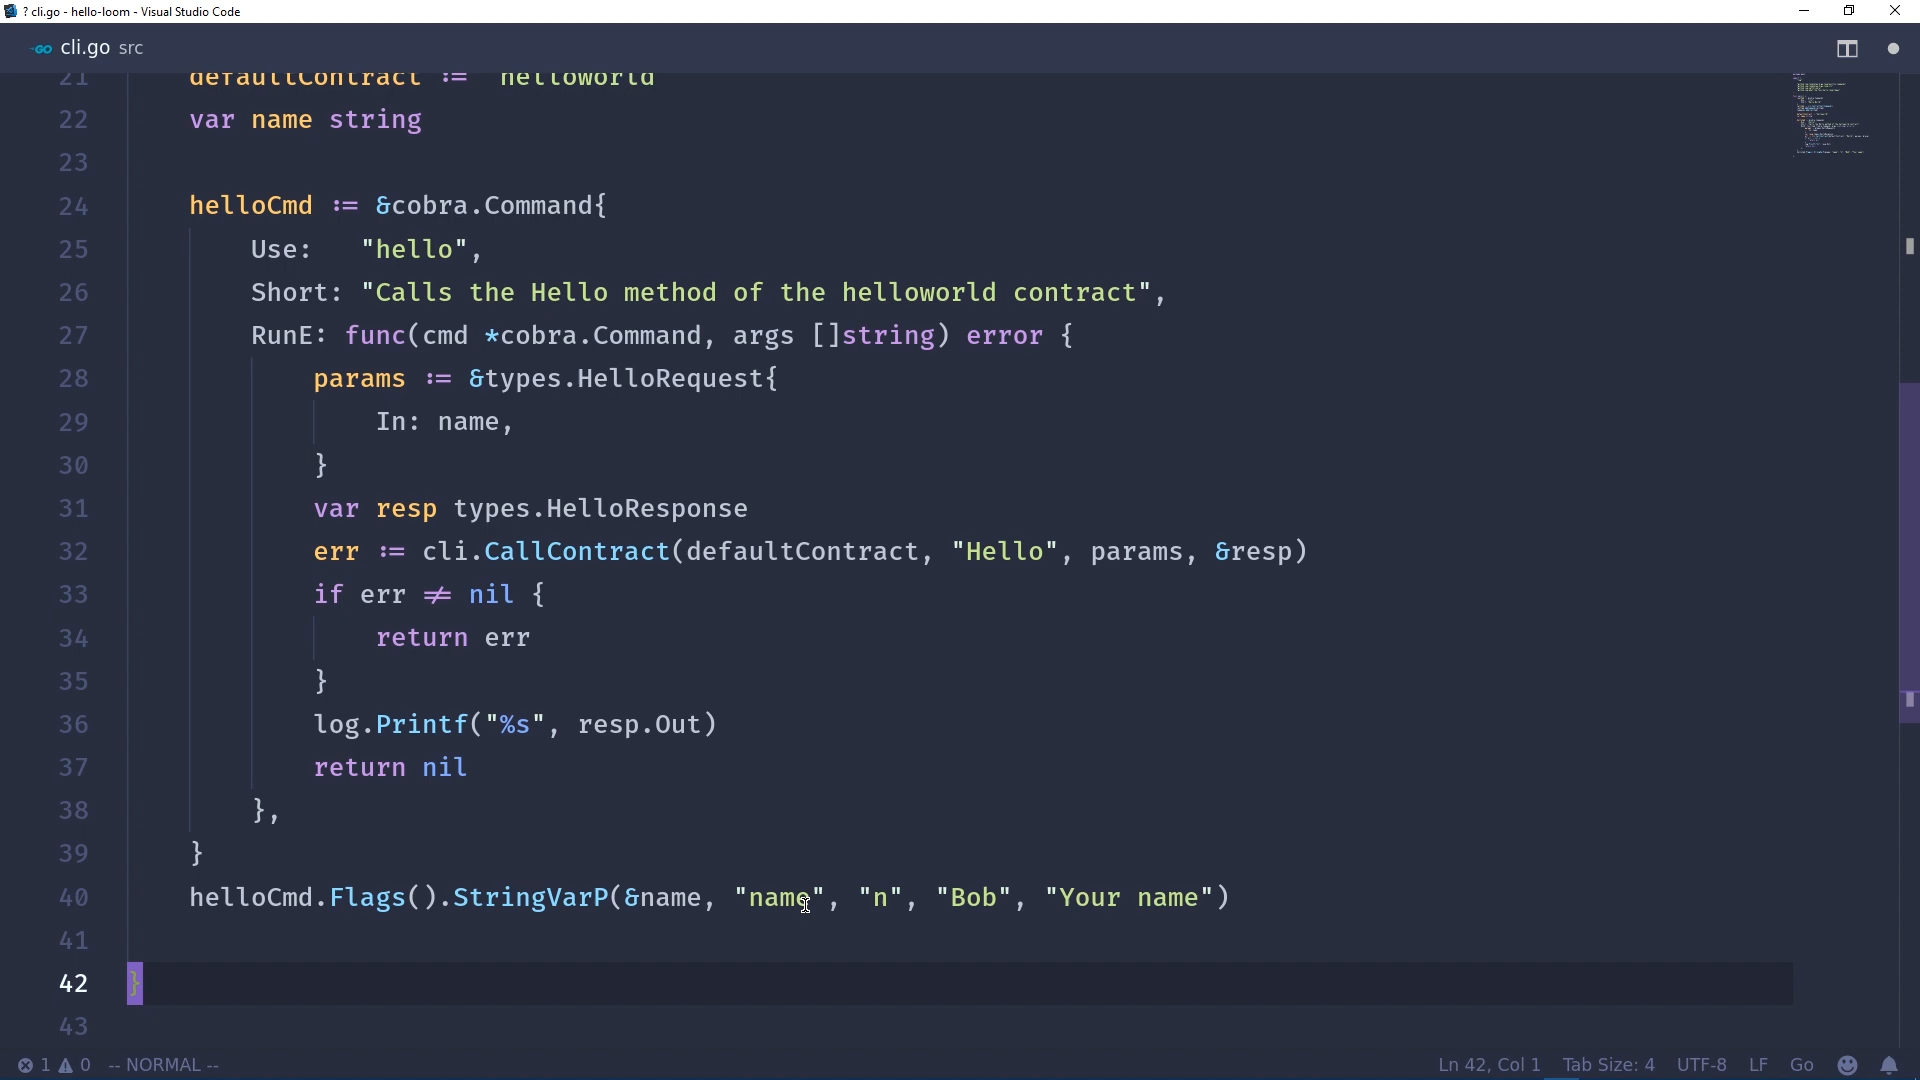 ? cli.go - hello-loom - Visual Studio Code
GO cli.go src
21 defaultContract := "helloworld"
22 var name string
23
24 helloCmd := &cobra.Command{
25 Use: "hello",
26 Short: "Calls the Hello method of the helloworld contract",
27 RunE: func(cmd *cobra.Command, args []string) error {
28 params := &types.HelloRequest{
29 In: name,
30 }
31 var resp types.HelloResponse
32 err := cli.CallContract(defaultContract, "Hello", params, &resp)
33 if err != nil {
34 return err
35 }
36 log.Printf("%s", resp.Out)
37 return nil
38 },
39 }
40 helloCmd.Flags().StringVarP(&name, "name", "n", "Bob", "Your name")
41
42 }
43
1 0 -- NORMAL -- Ln 42, Col 1 Tab Size: 4 UTF-8 LF Go